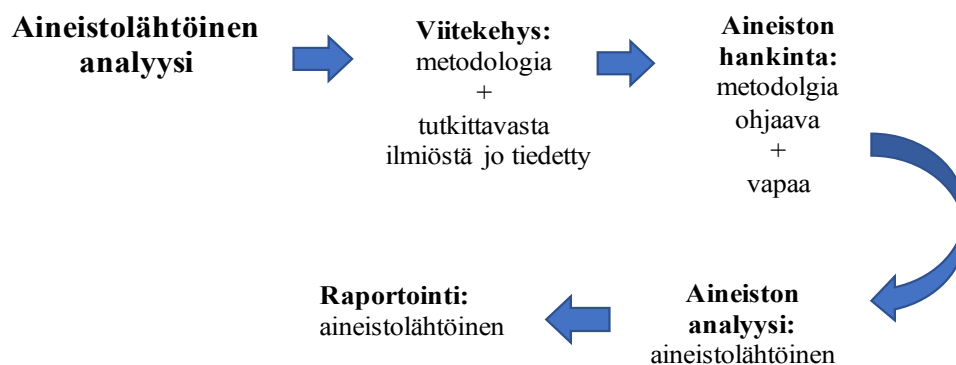 Aineistolähtöinen
analyysi
Viitekehys:
metodologia
+
tutkittavasta
ilmiöstä jo tiedetty
Aineiston
hankinta:
metodolgia
ohjaava
+
vapaa
Aineiston
analyysi:
aineistolähtöinen
Raportointi:
aineistolähtöinen